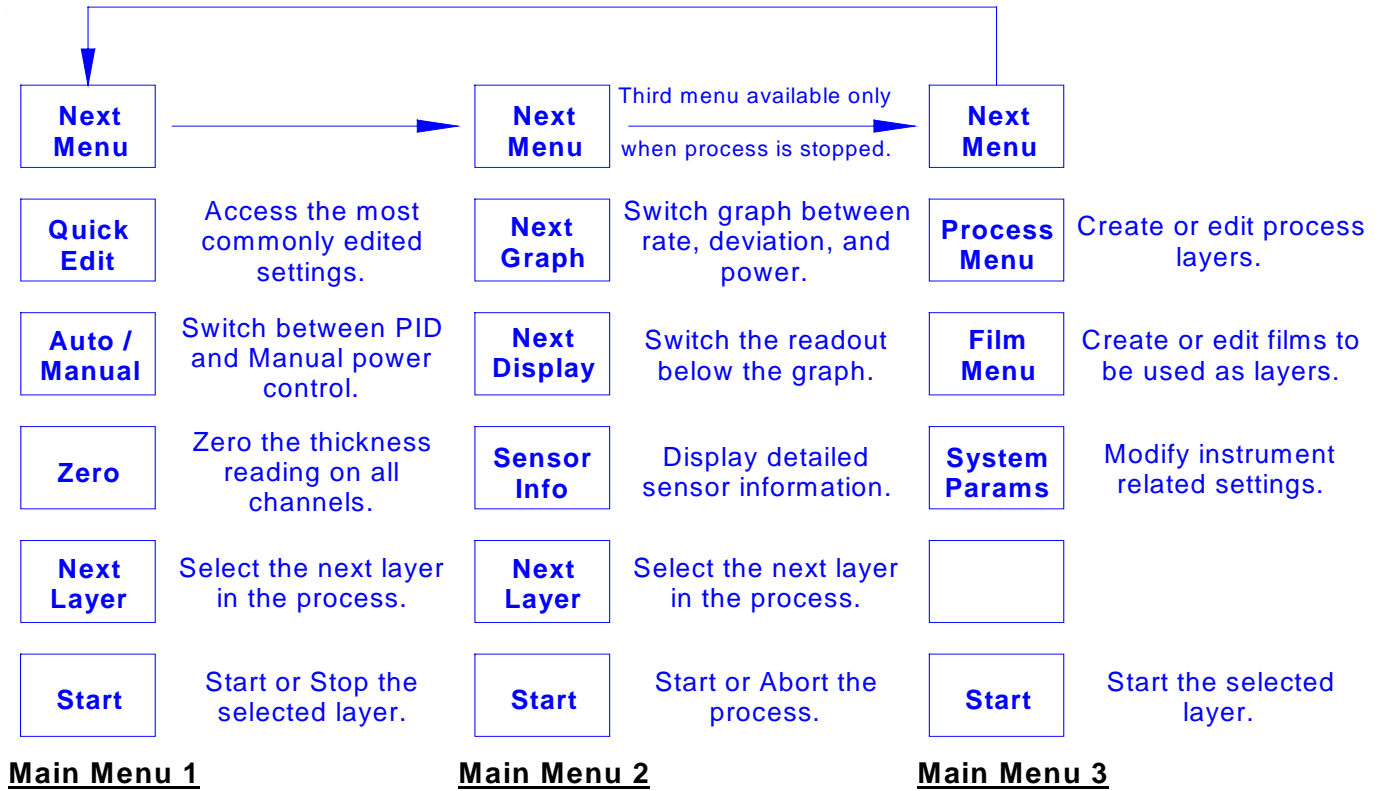 Next
Menu
Next
Menu
Third menu available only
when process is stopped.
Next
Menu
Quick
Edit
Access the most
commonly edited
settings.
Next
Graph
Switch graph between
rate, deviation, and
power.
Process
Menu
Create or edit process
layers.
Auto /
Manual
Switch between PID
and Manual power
control.
Next
Display
Switch the readout
below the graph.
Film
Menu
Create or edit films to
be used as layers.
Zero
Zero the thickness
reading on all
channels.
Sensor
Info
Display detailed
sensor information.
System
Params
Modify instrument
related settings.
Next
Layer
Select the next layer
in the process.
Next
Layer
Select the next layer
in the process.
Start
Start or Stop the
selected layer.
Start
Start or Abort the
process.
Start
Start the selected
layer.
Main Menu 1
Main Menu 2
Main Menu 3